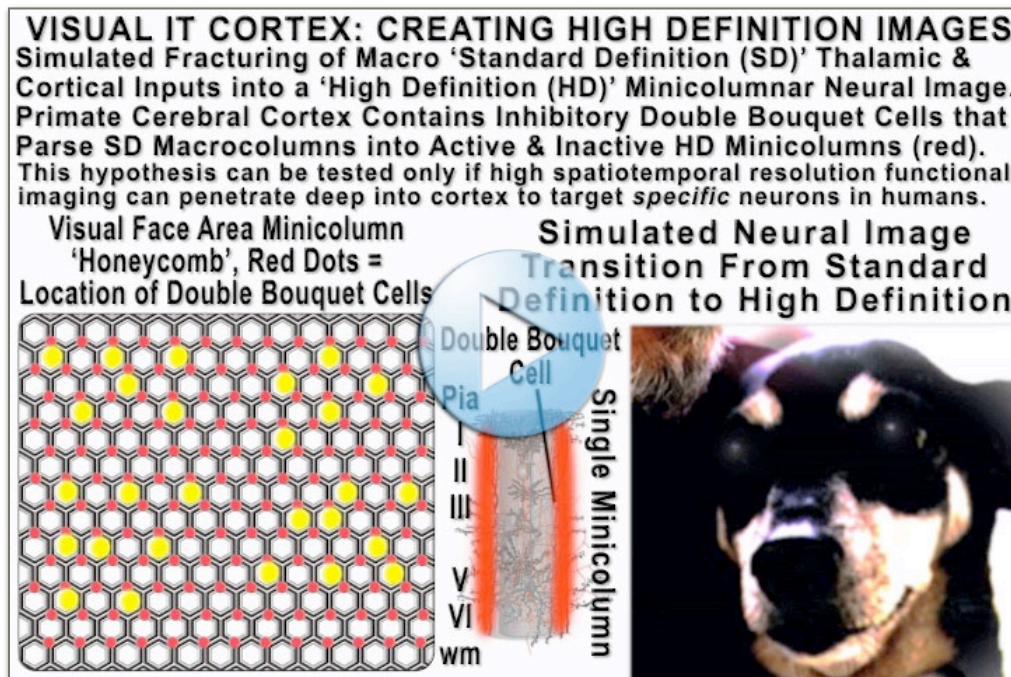 VISUAL IT CORTEX: CREATING HIGH DEFINITION IMAGES
Simulated Fracturing of Macro ‘Standard Definition (SD)’ Thalamic &
Cortical Inputs into a ‘High Definition (HD)’ Minicolumnar Neural Image.
Primate Cerebral Cortex Contains Inhibitory Double Bouquet Cells that
Parse SD Macrocolumns into Active & Inactive HD Minicolumns (red).
This hypothesis can be tested only if high spatiotemporal resolution functional
imaging can penetrate deep into cortex to target specific neurons in humans.
Visual Face Area Minicolumn
‘Honeycomb’, Red Dots =
Location of Double Bouquet Cells
Simulated Neural Image
Transition From Standard
Definition to High Definition
Double Bouquet
Cell
Pia
I
II
III
V
VI
wm
Single Minicolumn